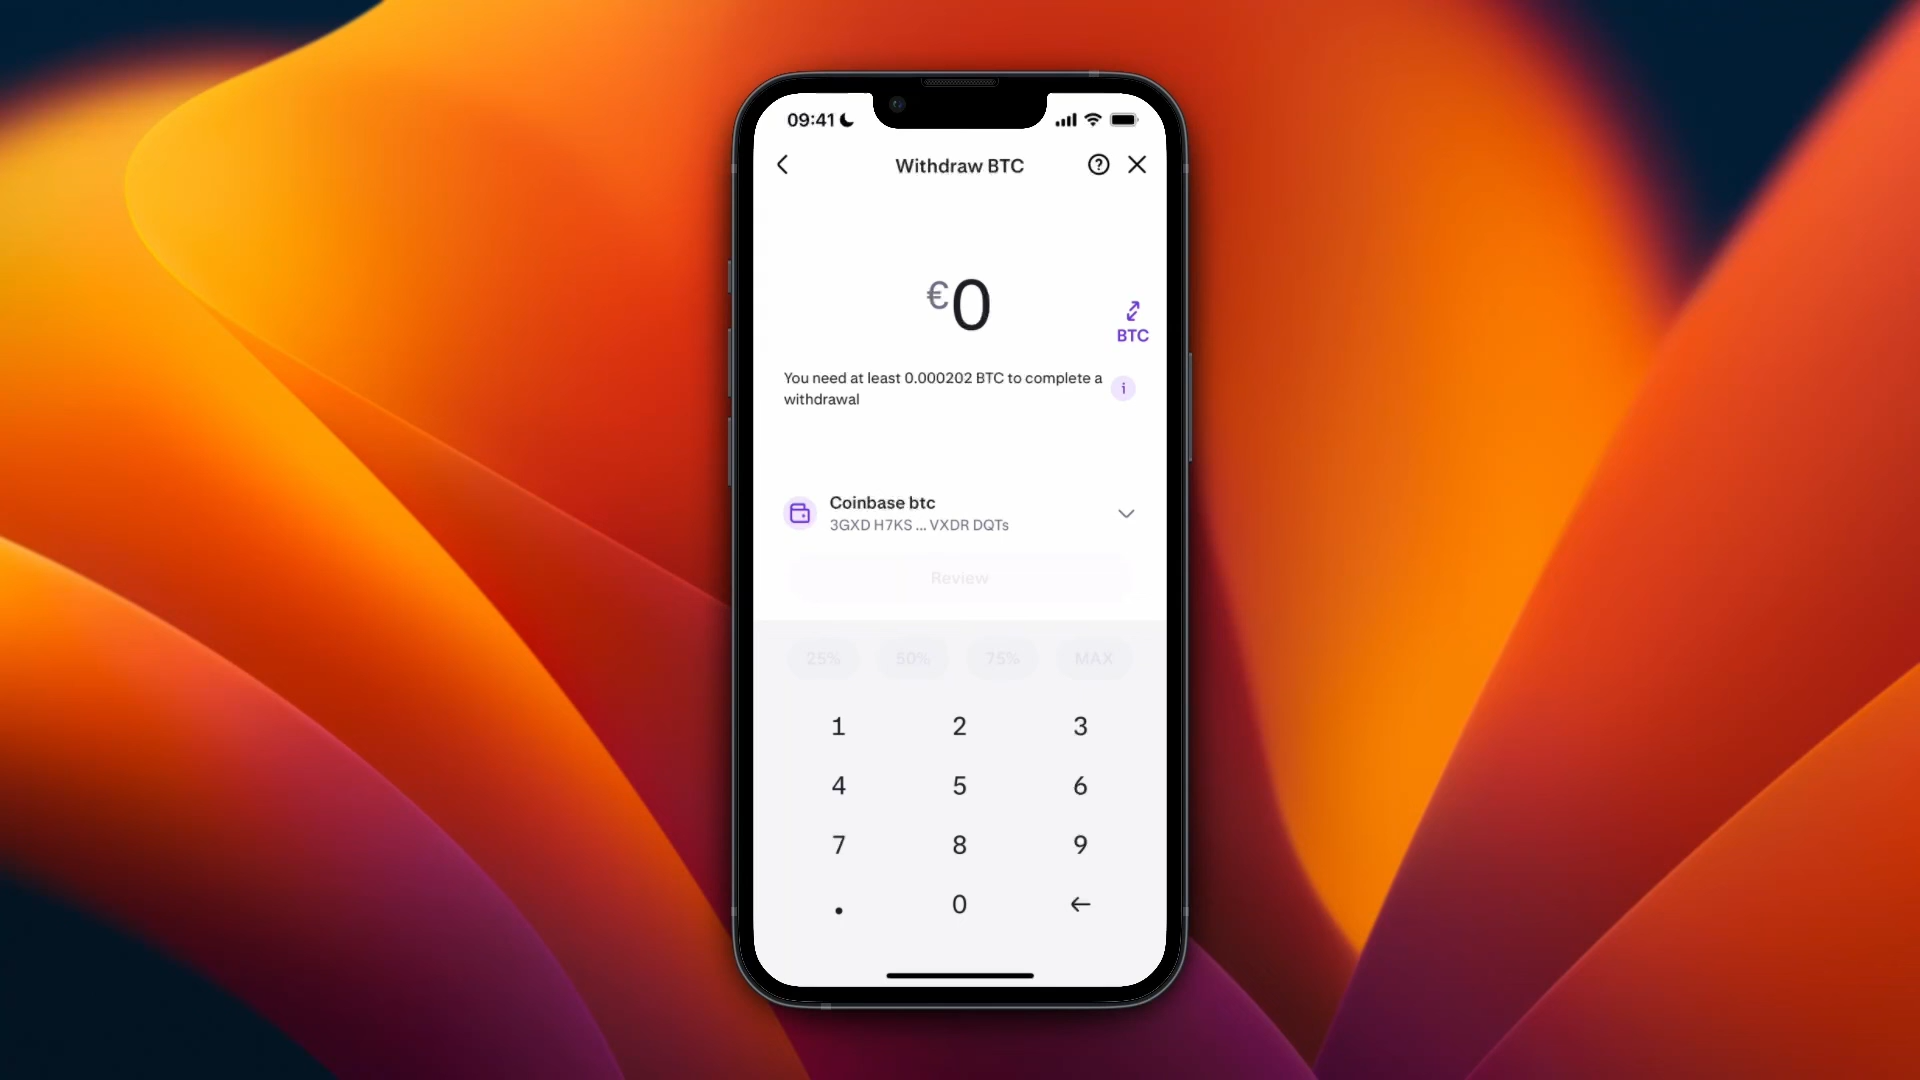 09:41
Withdraw BTC
€0
BTC
You need at least 0.000202 BTC to complete a
withdrawal
i
Coinbase btc
3GXD H7KS ... VXDR DQTs
Review
25% 50% 75% MAX
1 2 3
4 5 6
7 8 9
. 0